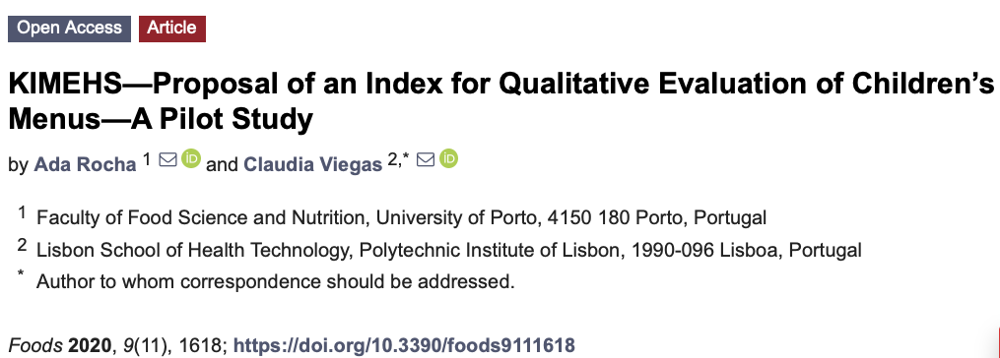 Open Access Article
KIMEHS—Proposal of an Index for Qualitative Evaluation of Children’s
Menus—A Pilot Study
by Ada Rocha 1 iD and Claudia Viegas 2,* iD
1 Faculty of Food Science and Nutrition, University of Porto, 4150 180 Porto, Portugal
2 Lisbon School of Health Technology, Polytechnic Institute of Lisbon, 1990-096 Lisboa, Portugal
* Author to whom correspondence should be addressed.
Foods 2020, 9(11), 1618; https://doi.org/10.3390/foods9111618